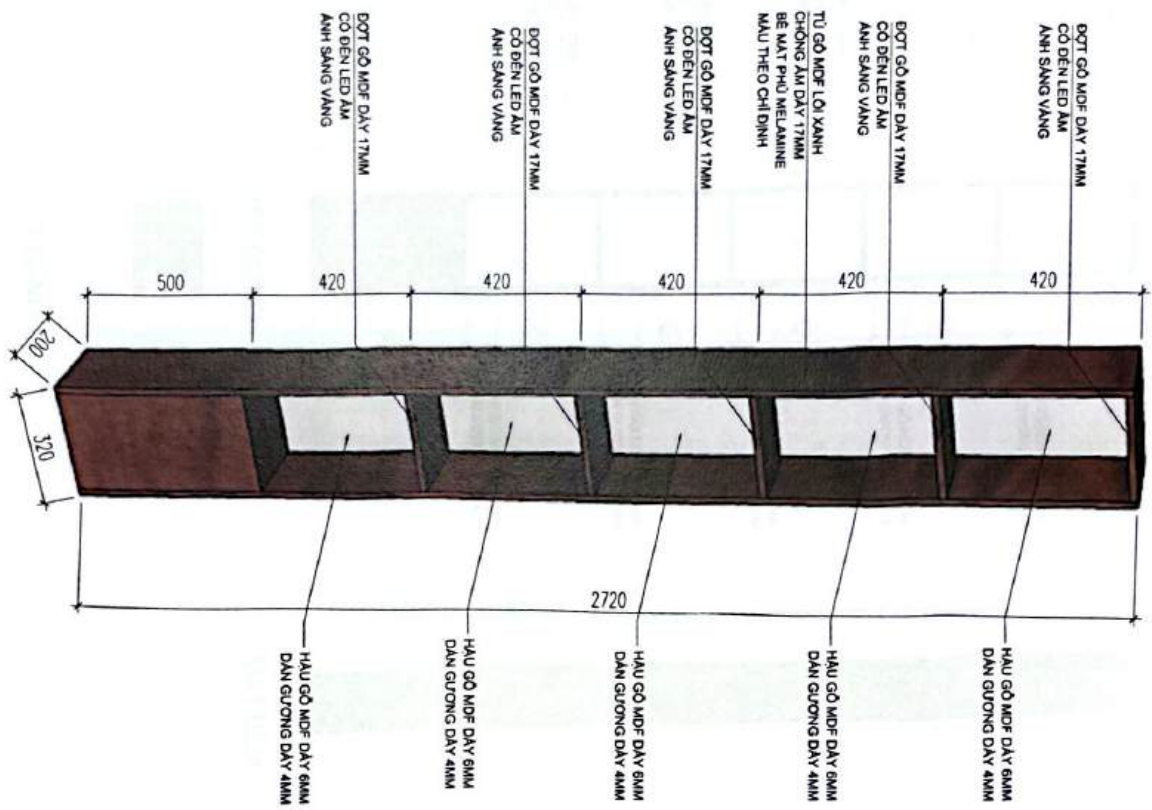 ĐỢT GỖ MDF DÀY 17MM
CÓ ĐÈN LED ÂM
ÁNH SÁNG VÀNG
ĐỢT GỖ MDF DÀY 17MM
CÓ ĐÈN LED ÂM
ÁNH SÁNG VÀNG
TỦ GỖ MDF LÕI XANH
CHỐNG ẨM DÀY 17MM
BỀ MẶT PHỦ MELAMINE
MÀU THEO CHỈ ĐỊNH
ĐỢT GỖ MDF DÀY 17MM
CÓ ĐÈN LED ÂM
ÁNH SÁNG VÀNG
ĐỢT GỖ MDF DÀY 17MM
CÓ ĐÈN LED ÂM
ÁNH SÁNG VÀNG
ĐỢT GỖ MDF DÀY 17MM
CÓ ĐÈN LED ÂM
ÁNH SÁNG VÀNG
420
420
420
420
420
500
200
320
2720
HẬU GỖ MDF DÀY 6MM
DÁN GƯƠNG DÀY 4MM
HẬU GỖ MDF DÀY 6MM
DÁN GƯƠNG DÀY 4MM
HẬU GỖ MDF DÀY 6MM
DÁN GƯƠNG DÀY 4MM
HẬU GỖ MDF DÀY 6MM
DÁN GƯƠNG DÀY 4MM
HẬU GỖ MDF DÀY 6MM
DÁN GƯƠNG DÀY 4MM